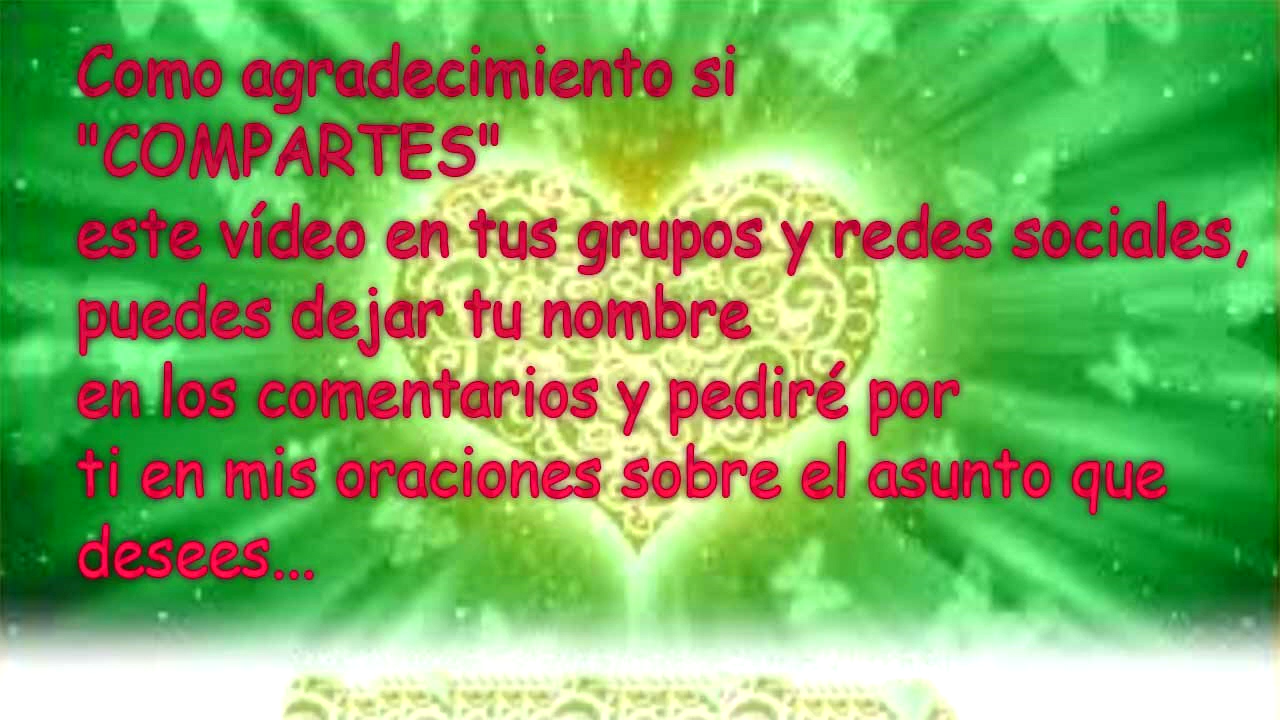 Como agradecimiento si
"COMPARTES"
este vídeo en tus grupos y redes sociales,
puedes dejar tu nombre
en los comentarios y pediré por
ti en mis oraciones sobre el asunto que
desees...